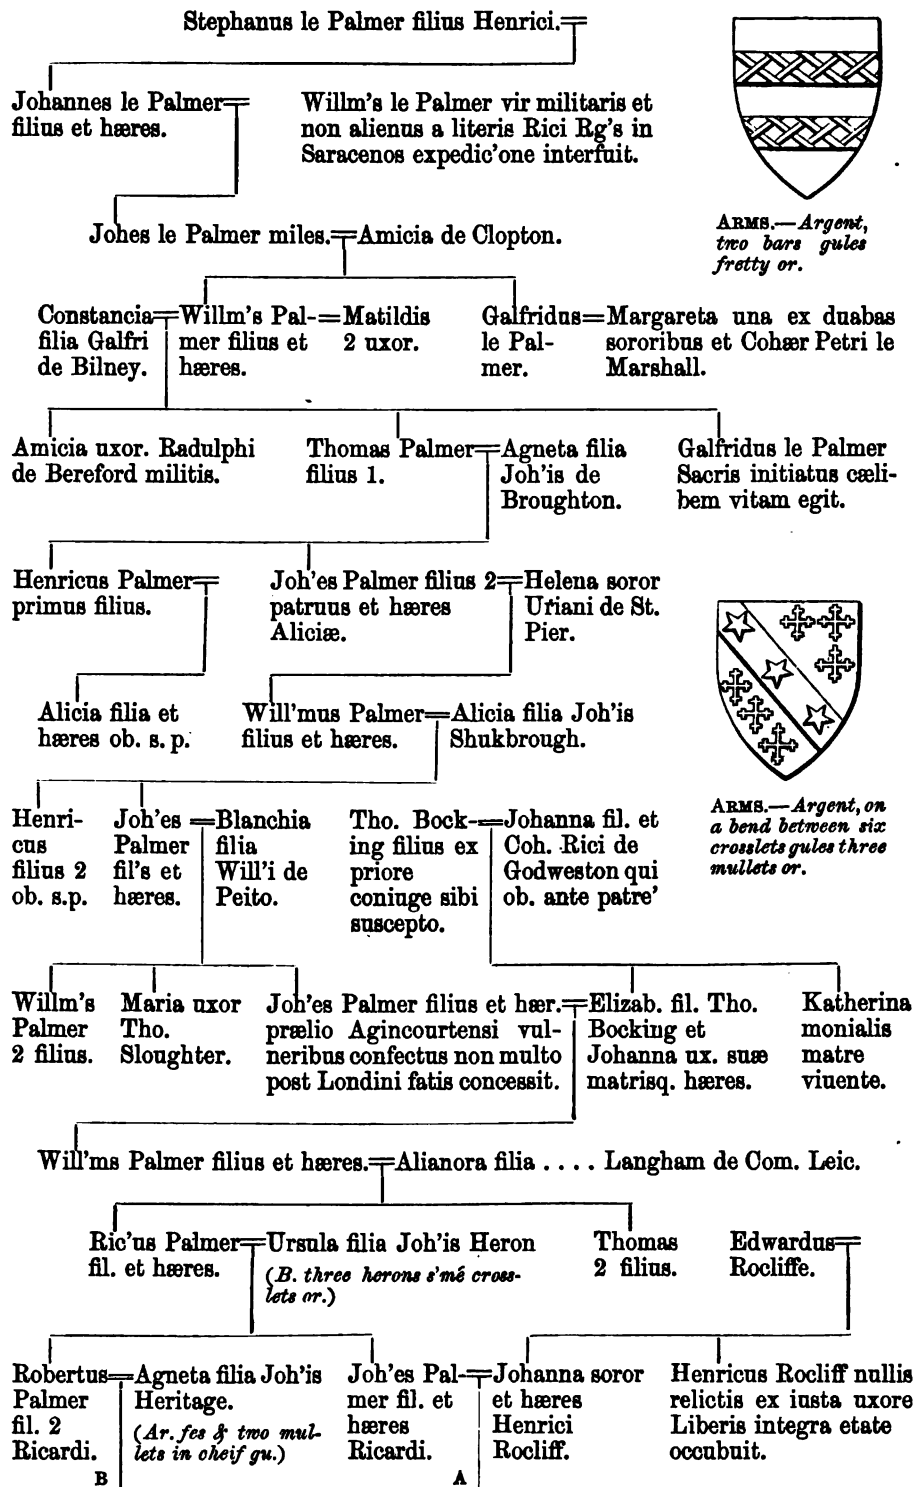 Stephanus le Palmer filius Henrici.=
Johannes le Palmer=
filius et hæres.
Willm's le Palmer vir militaris et
non alienus a literis Rici Rg's in
Saracenos expedic'one interfuit.
ARMS.—Argent,
two bars gules
fretty or.
Johes le Palmer miles.=Amicia de Clopton.
Constancia=
filia Galfri
de Bilney.
Willm's Pal-=
mer filius et
hæres.
Matildis
2 uxor.
Galfridus=
le Pal-
mer.
Margareta una ex duabas
sororibus et Cohær Petri le
Marshall.
Amicia uxor. Radulphi
de Bereford militis.
Thomas Palmer=
filius 1.
Agneta filia
Joh'is de
Broughton.
Galfridus le Palmer
Sacris initiatus cæli-
bem vitam egit.
Henricus Palmer=
primus filius.
Joh'es Palmer filius 2=
patruus et hæres
Aliciæ.
Helena soror
Uriani de St.
Pier.
Alicia filia et
hæres ob. s. p.
Will'mus Palmer=
filius et hæres.
Alicia filia Joh'is
Shukbrough.
ARMS.—Argent, on
a bend between six
crosslets gules three
mullets or.
Henri-
cus
filius 2
ob. s.p.
Joh'es =
Palmer
fil's et
hæres.
Blanchia
filia
Will'i de
Peito.
Tho. Bock-=
ing filius ex
priore
coniuge sibi
suscepto.
Johanna fil. et
Coh. Rici de
Godweston qui
ob. ante patre'
Willm's
Palmer
2 filius.
Maria uxor
Tho.
Sloughter.
Joh'es Palmer filius et hær.=
prælio Agincourtensi vul-
neribus confectus non multo
post Londini fatis concessit.
Elizab. fil. Tho.
Bocking et
Johanna ux. suæ
matrisq. hæres.
Katherina
monialis
matre
viuente.
Will'ms Palmer filius et hæres.=Alianora filia .... Langham de Com. Leic.
Ric'us Palmer=
fil. et hæres.
Ursula filia Joh'is Heron
(B. three herons s'mé cross-
lets or.)
Thomas
2 filius.
Edwardus=
Rocliffe.
Robertus=
Palmer
fil. 2
Ricardi.
B
Agneta filia Joh'is
Heritage.
(Ar. fes & two mul-
lets in cheif gu.)
Joh'es Pal-=
mer fil. et
hæres
Ricardi.
A
Johanna soror
et hæres
Henrici
Rocliff.
Henricus Rocliff nullis
relictis ex iusta uxore
Liberis integra etate
occubuit.